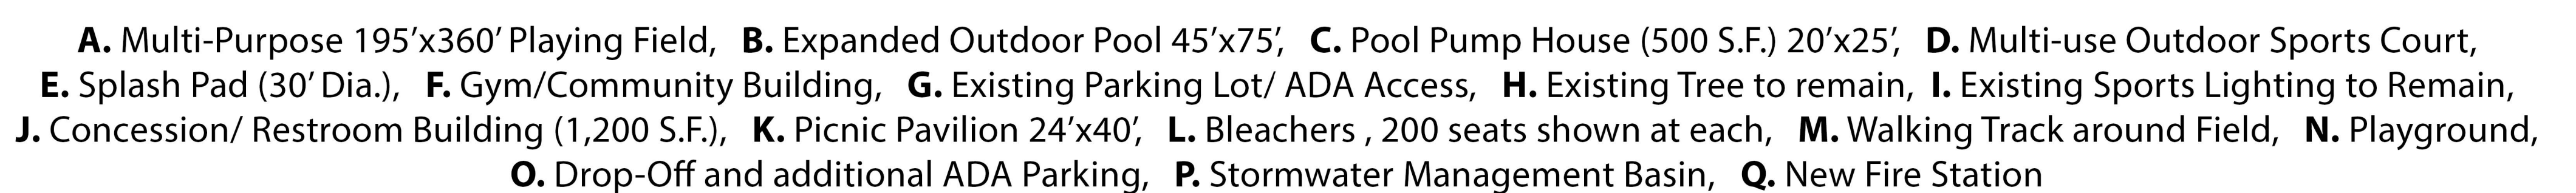 A. Multi-Purpose 195’x360’ Playing Field, B. Expanded Outdoor Pool 45’x75’, C. Pool Pump House (500 S.F.) 20’x25’, D. Multi-use Outdoor Sports Court,
E. Splash Pad (30’ Dia.), F. Gym/Community Building, G. Existing Parking Lot/ ADA Access, H. Existing Tree to remain, I. Existing Sports Lighting to Remain,
J. Concession/ Restroom Building (1,200 S.F.), K. Picnic Pavilion 24’x40’, L. Bleachers , 200 seats shown at each, M. Walking Track around Field, N. Playground,
O. Drop-Off and additional ADA Parking, P. Stormwater Management Basin, Q. New Fire Station